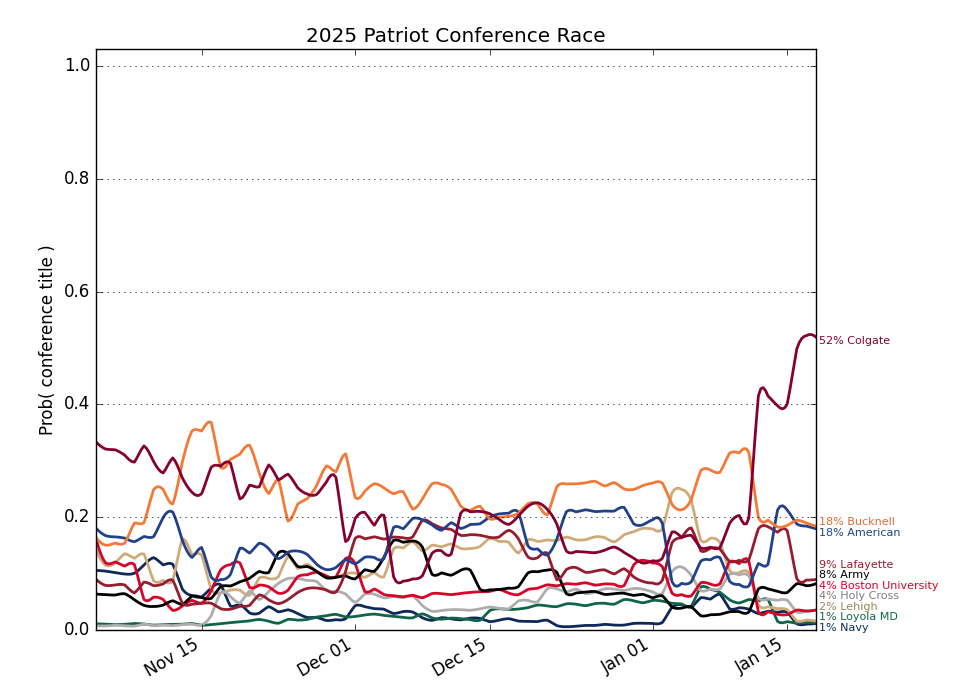 2025 Patriot Conference Race
Prob( conference title )
1.0
0.8
0.6
0.4
0.2
0.0
Nov 15
Dec 01
Dec 15
Jan 01
Jan 15
52% Colgate
18% Bucknell
18% American
9% Lafayette
8% Army
4% Boston University
4% Holy Cross
2% Lehigh
1% Loyola MD
1% Navy